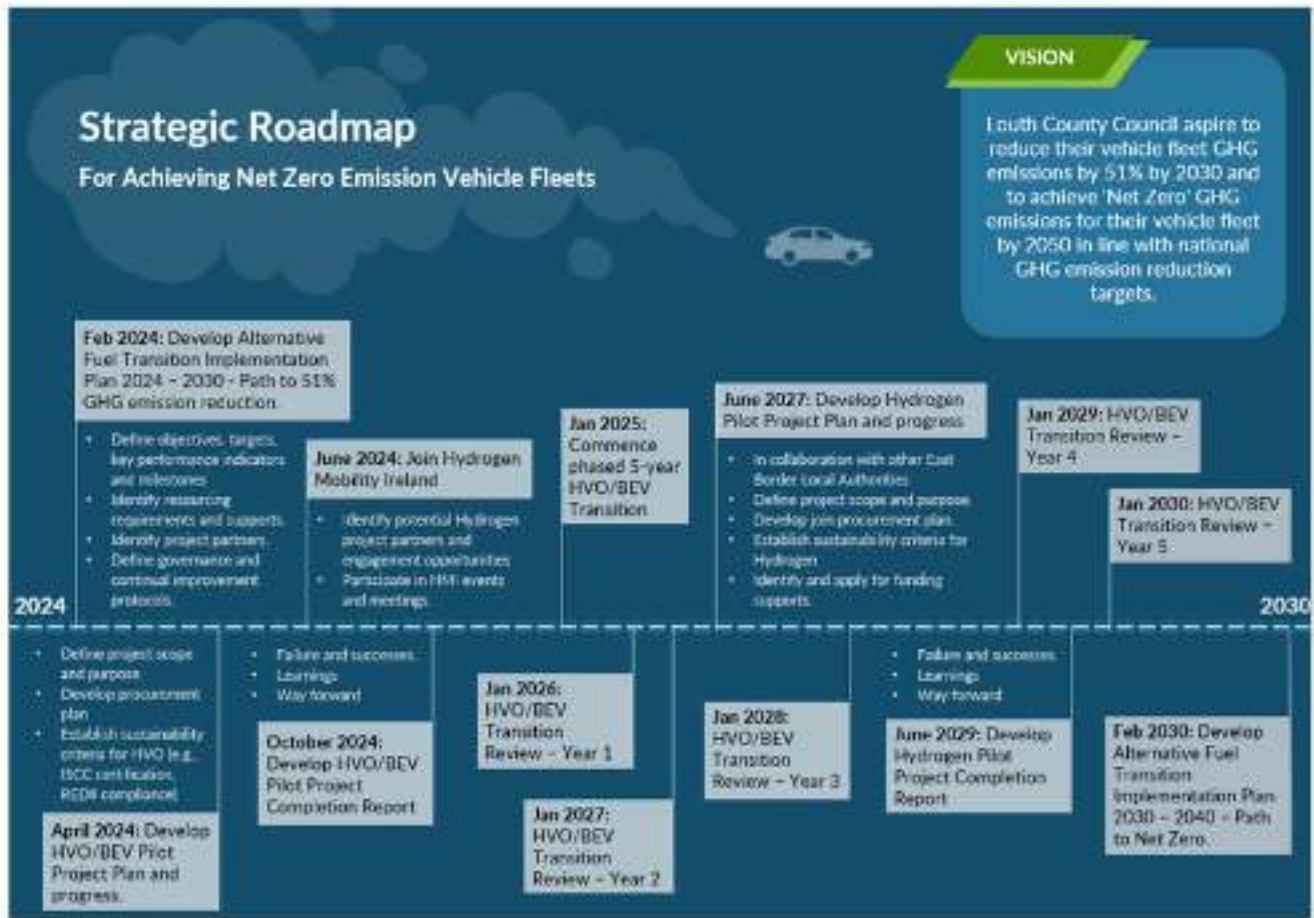 VISION
Louth County Council aspire to
reduce their vehicle fleet GHG
emissions by 51% by 2030 and
to achieve 'Net Zero' GHG
emissions for their vehicle fleet
by 2050 in line with national
GHG emission reduction
targets.
Strategic Roadmap
For Achieving Net Zero Emission Vehicle Fleets
Feb 2024: Develop Alternative
Fuel Transition Implementation
Plan 2024 – 2030 - Path to 51%
GHG emission reduction.
• Define objectives, targets,
key performance indicators
and milestones
• Identify resourcing
requirements and supports.
• Identify project partners.
• Define governance and
continual improvement
protocols.
June 2024: Join Hydrogen
Mobility Ireland
• Identify potential Hydrogen
project partners and
engagement opportunities
• Participate in HMI events
and meetings.
Jan 2025:
Commence
phased 5-year
HVO/BEV
Transition
June 2027: Develop Hydrogen
Pilot Project Plan and progress
• In collaboration with other East
Border Local Authorities
• Define project scope and purpose
• Develop join procurement plan.
• Establish sustainability criteria for
Hydrogen
• Identify and apply for funding
supports.
Jan 2029: HVO/BEV
Transition Review –
Year 4
Jan 2030: HVO/BEV
Transition Review –
Year 5
2024
2030
• Define project scope
and purpose
• Develop procurement
plan
• Establish sustainability
criteria for HVO (e.g.,
ISCC certification,
REDII compliance)
April 2024: Develop
HVO/BEV Pilot
Project Plan and
progress.
• Failure and successes
• Learnings
• Way forward
October 2024:
Develop HVO/BEV
Pilot Project
Completion Report
Jan 2026:
HVO/BEV
Transition
Review – Year 1
Jan 2027:
HVO/BEV
Transition
Review – Year 2
Jan 2028:
HVO/BEV
Transition
Review – Year 3
• Failure and successes
• Learnings
• Way forward
June 2029: Develop
Hydrogen Pilot
Project Completion
Report
Feb 2030: Develop
Alternative Fuel
Transition
Implementation Plan
2030 – 2040 – Path
to Net Zero